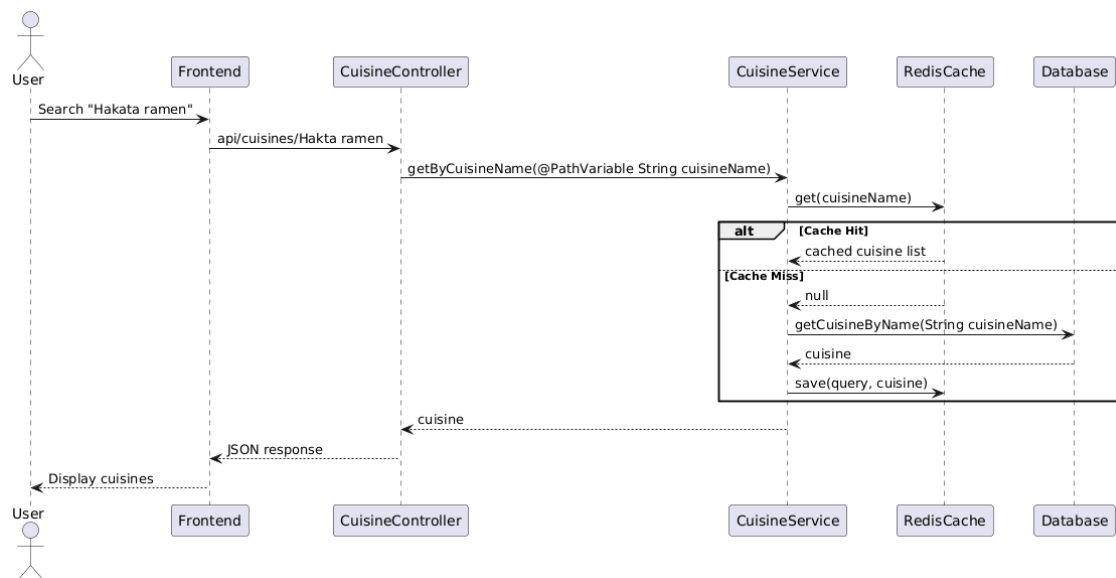 User
Frontend
CuisineController
CuisineService
RedisCache
Database
Search "Hakata ramen"
api/cuisines/Hakta ramen
getByCuisineName(@PathVariable String cuisineName)
get(cuisineName)
alt
[Cache Hit]
cached cuisine list
[Cache Miss]
null
getCuisineByName(String cuisineName)
cuisine
save(query, cuisine)
cuisine
JSON response
Display cuisines
User
Frontend
CuisineController
CuisineService
RedisCache
Database